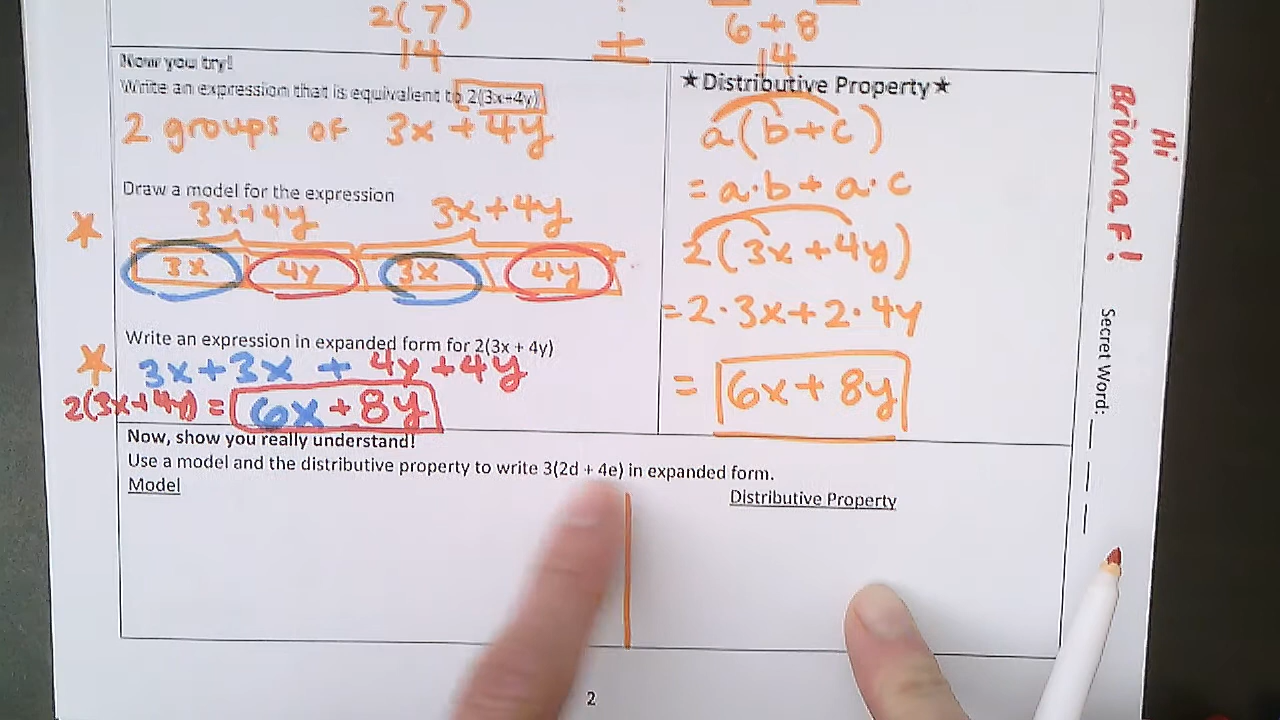 2(7)
14
=
6+8
14
Now you try!
Write an expression that is equivalent to 2(3x+4y)
2 groups of 3x + 4y
Draw a model for the expression
3x+4y 3x+4y
3x 4y 3x 4y
Write an expression in expanded form for 2(3x + 4y)
3x+3x + 4y+4y
2(3x+4y) = 6x + 8y
★Distributive Property★
a(b+c)
= a·b + a·c
2(3x + 4y)
=2·3x+2·4y
= 6x + 8y
Now, show you really understand!
Use a model and the distributive property to write 3(2d + 4e) in expanded form.
Model
Distributive Property
2
Hi
Brianna F!
Secret Word: _ _ _ _